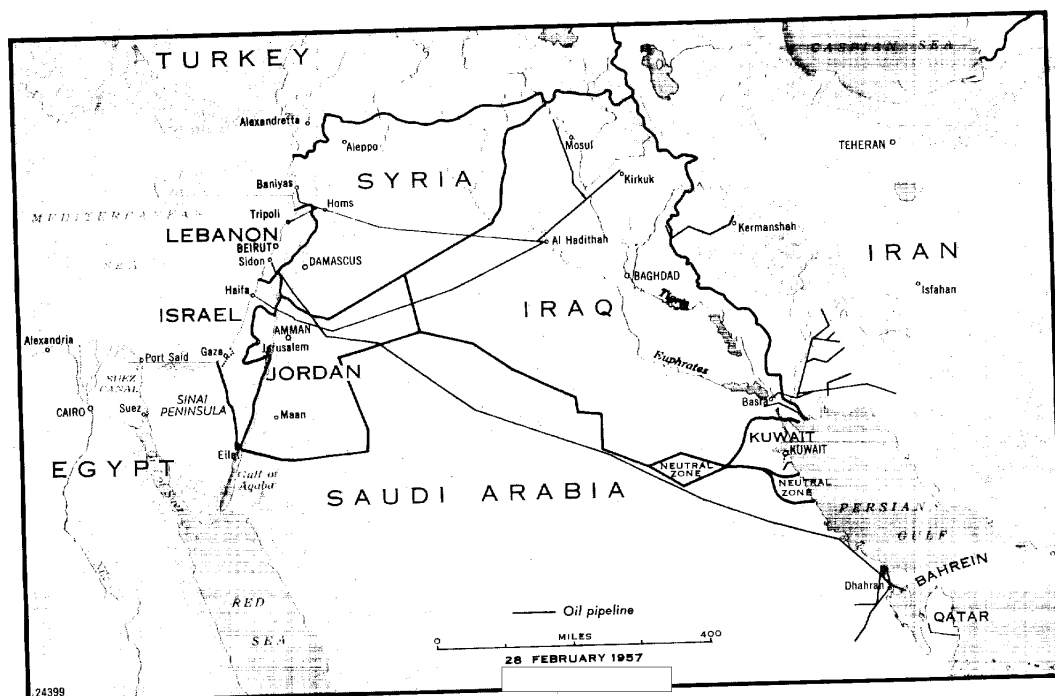 TURKEY
CASPIAN SEA
Alexandretta
Aleppo
Mosul
TEHERAN
Kirkuk
SYRIA
Baniyas
Homs
MEDITERRANEAN
SEA
Tripoli
LEBANON
BEIRUT
Sidon
DAMASCUS
Al Hadithah
Kermanshah
IRAN
BAGHDAD
Isfahan
Haifa
ISRAEL
IRAQ
Tigris
AMMAN
Jerusalem
Alexandria
Port Said
Gaza
JORDAN
Euphrates
SUEZ
CANAL
SINAI
PENINSULA
Basra
CAIRO
Suez
Maan
KUWAIT
KUWAIT
EGYPT
NEUTRAL
ZONE
NEUTRAL
ZONE
Gulf of
Aqaba
SAUDI ARABIA
PERSIAN
GULF
Dhahran
BAHREIN
QATAR
RED
SEA
Oil pipeline
0 MILES 400
28 FEBRUARY 1957
24399